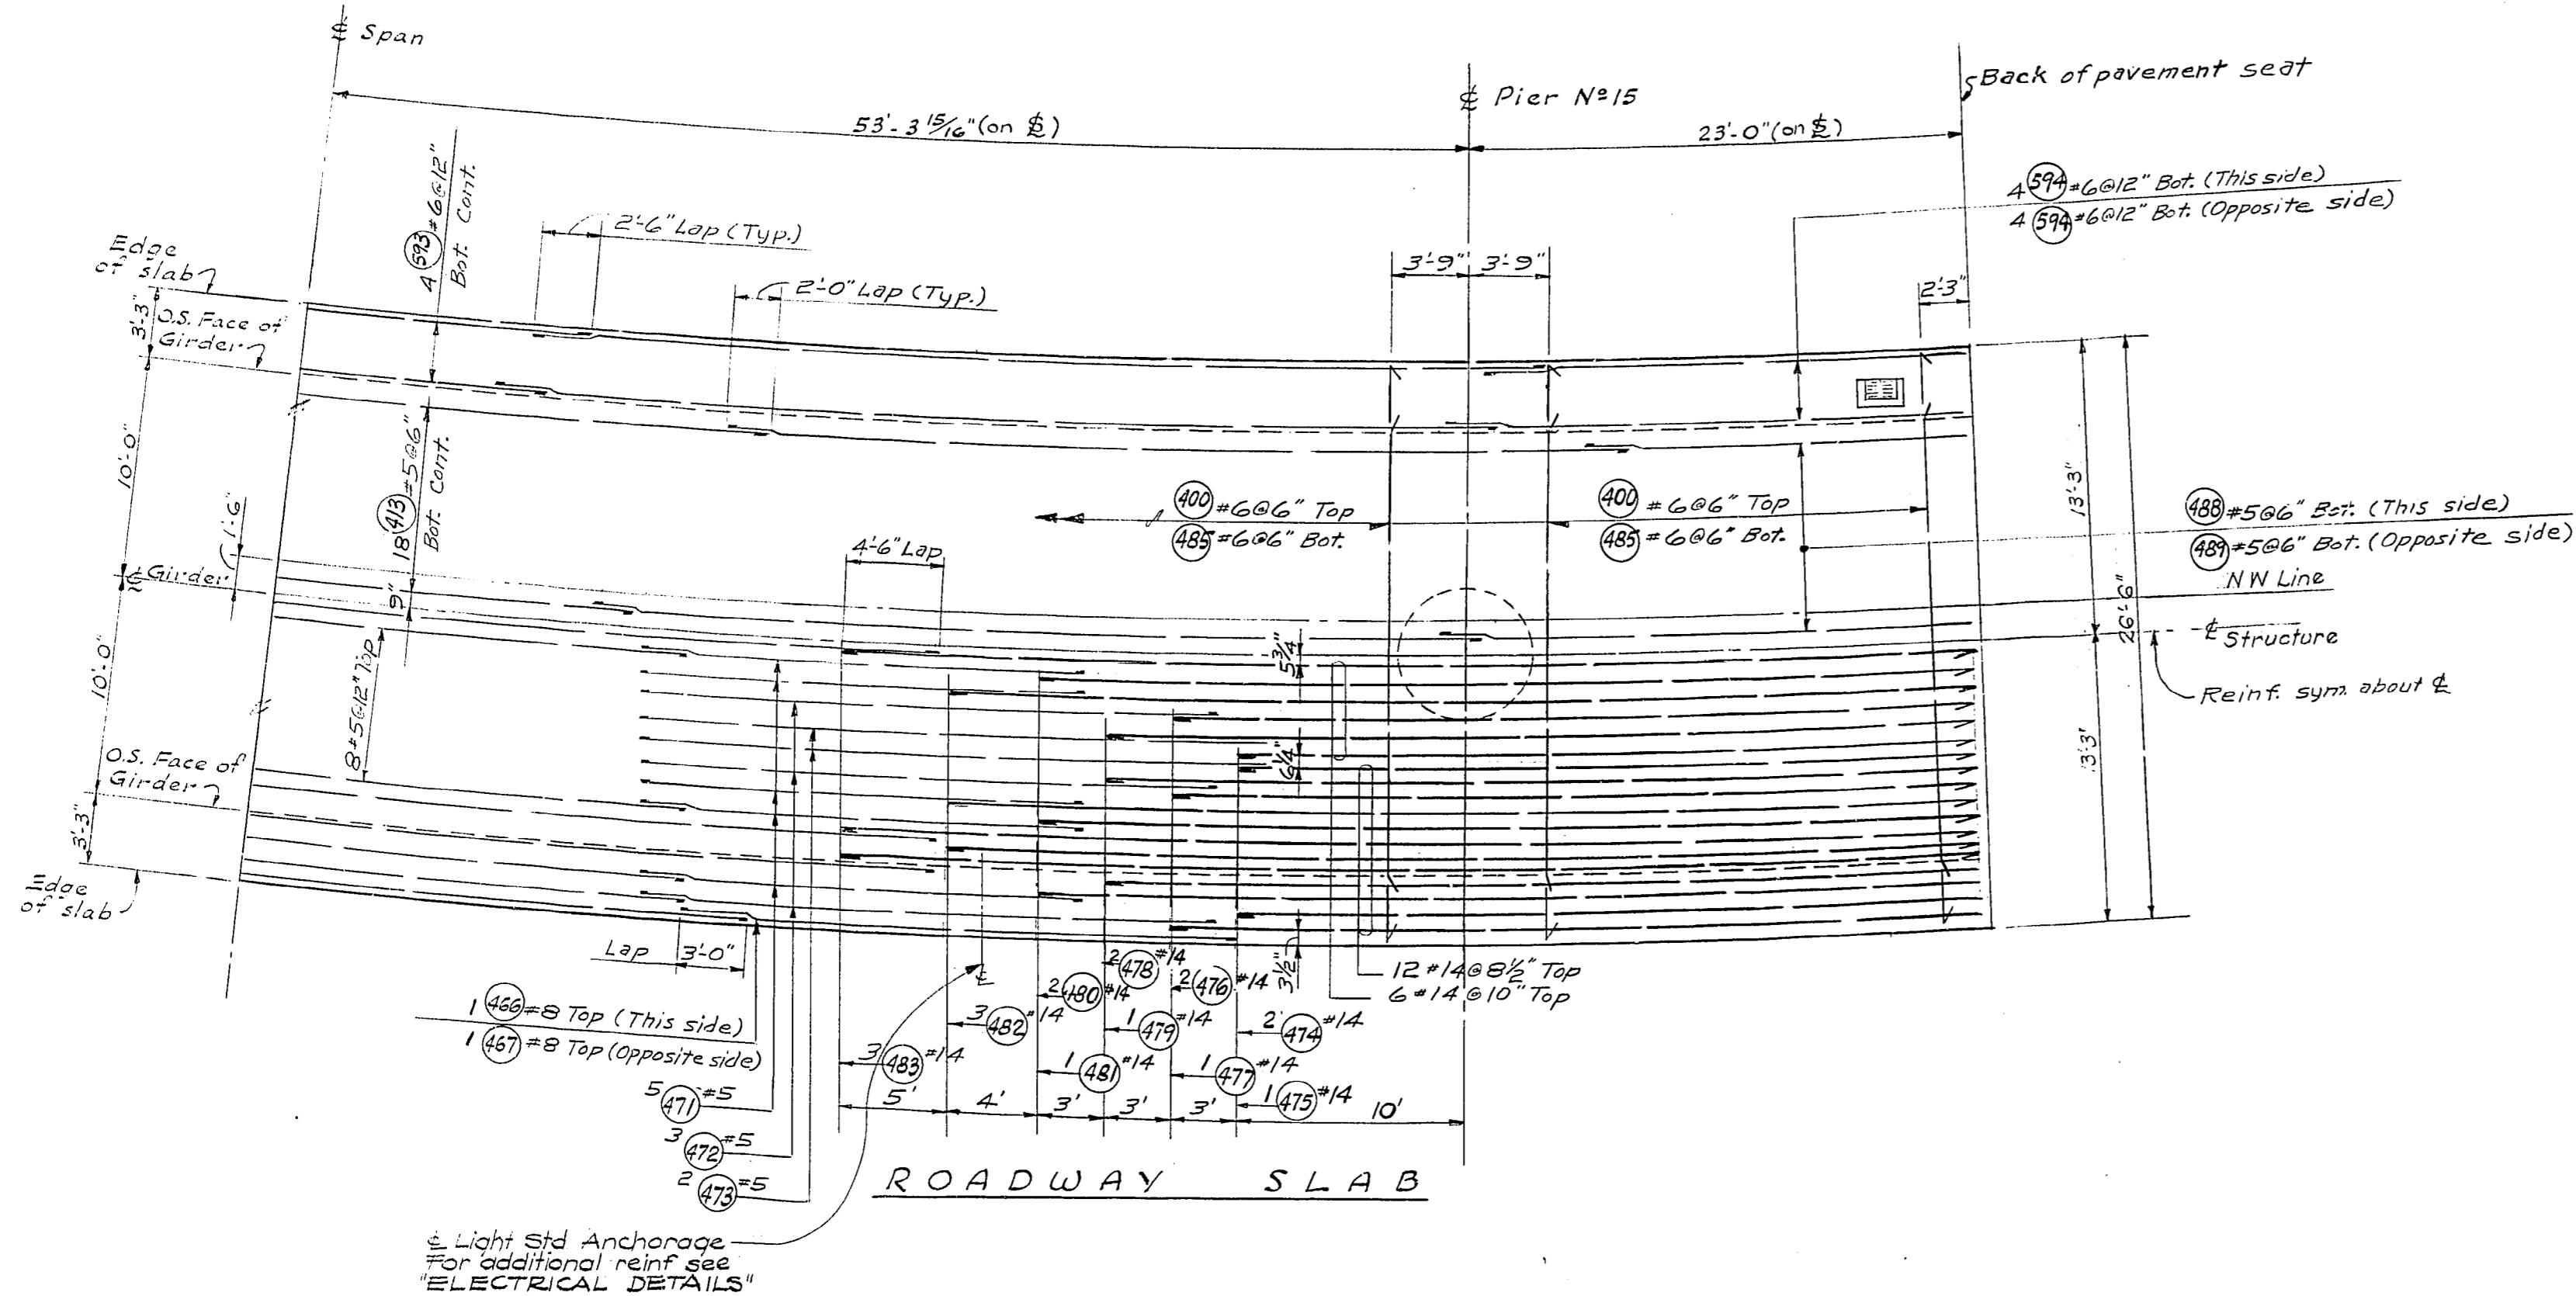 ℄ Span
℄ Pier Nº15
Back of pavement seat
53'-3 15/16" (on ℄)
23'-0" (on ℄)
4 (593) #6@12"
Bot. Cont.
4 (594) #6@12" Bot. (This side)
4 (594) #6@12" Bot. (Opposite side)
2'-6" Lap (Typ.)
2'-0" Lap (Typ.)
Edge
of slab
3'-3"
O.S. Face of
Girder
3'-9" 3'-9"
2'-3"
10'-0"
18 (413) #5@6"
Bot. Cont.
1'-6"
(400) #6@6" Top
(485) #6@6" Bot.
(400) #6@6" Top
(485) #6@6" Bot.
13'-3"
26'-6"
(488) #5@6" Bot. (This side)
(489) #5@6" Bot. (Opposite side)
NW Line
℄ Structure
Reinf. sym. about ℄
4'-6" Lap
℄ Girder
9"
5 3/4"
10'-0"
8 #5@12" Top
6 1/4"
13'-3"
O.S. Face of
Girder
3'-3"
Edge
of slab
Lap 3'-0"
℄
3 1/2"
12 #14 @ 8 1/2" Top
6 #14 @ 10" Top
2 (478) #14
2 (480) #14
2 (476) #14
3 (482) #14
1 (479) #14
2 (474) #14
3 (483) #14
1 (481) #14
1 (477) #14
1 (475) #14
1 (466) #8 Top (This side)
1 (467) #8 Top (Opposite side)
5' 4' 3' 3' 3' 10'
5 (471) #5
3 (472) #5
2 (473) #5
ROADWAY SLAB
℄ Light Std Anchorage
For additional reinf see
"ELECTRICAL DETAILS"